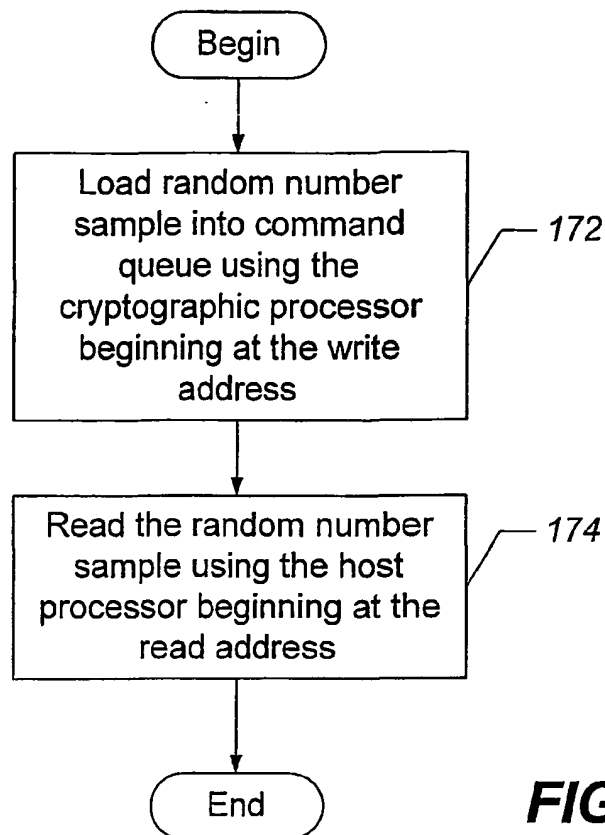 Begin
Load random number
sample into command
queue using the
cryptographic processor
beginning at the write
address
172
Read the random number
sample using the host
processor beginning at the
read address
174
End
FIG